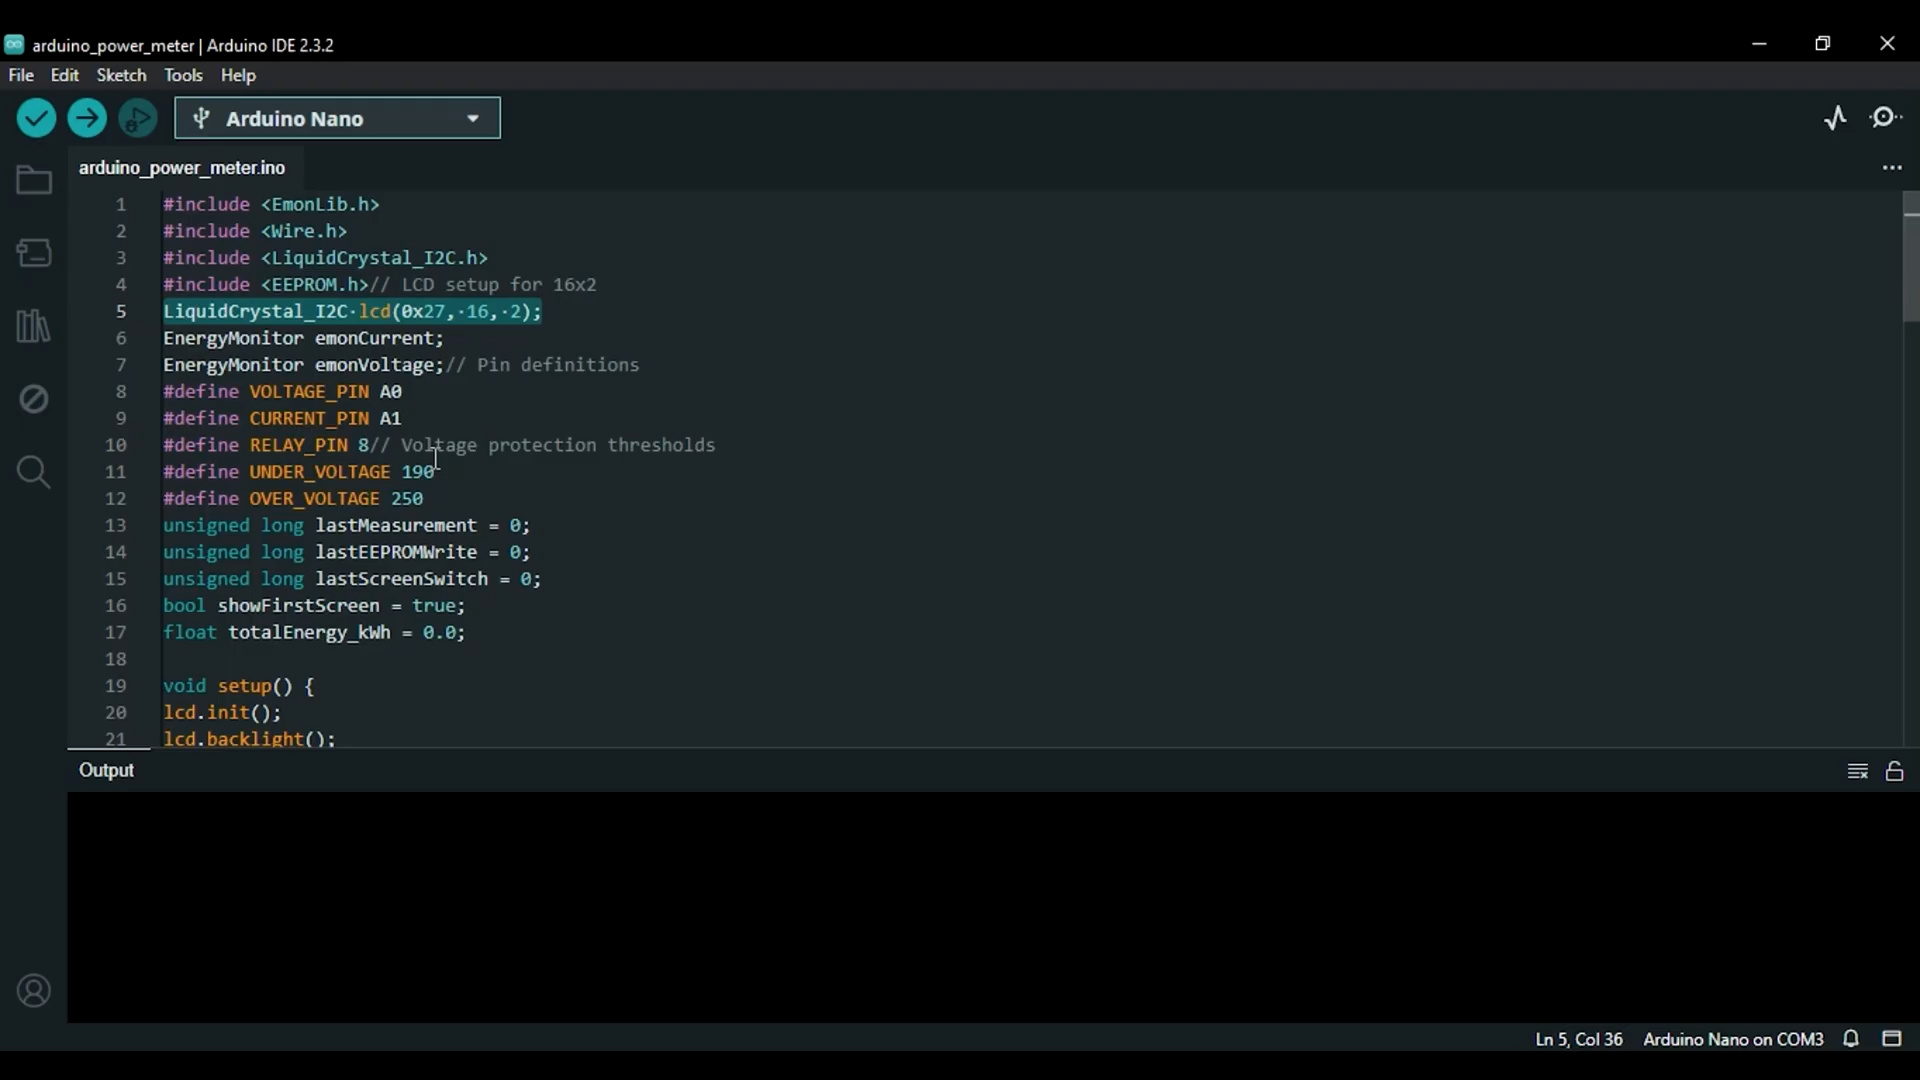 arduino_power_meter | Arduino IDE 2.3.2
File Edit Sketch Tools Help
Arduino Nano
arduino_power_meter.ino
1 #include <EmonLib.h>
2 #include <Wire.h>
3 #include <LiquidCrystal_I2C.h>
4 #include <EEPROM.h>// LCD setup for 16x2
5 LiquidCrystal_I2C·lcd(0x27,·16,·2);
6 EnergyMonitor emonCurrent;
7 EnergyMonitor emonVoltage;// Pin definitions
8 #define VOLTAGE_PIN A0
9 #define CURRENT_PIN A1
10 #define RELAY_PIN 8// Voltage protection thresholds
11 #define UNDER_VOLTAGE 190
12 #define OVER_VOLTAGE 250
13 unsigned long lastMeasurement = 0;
14 unsigned long lastEEPROMWrite = 0;
15 unsigned long lastScreenSwitch = 0;
16 bool showFirstScreen = true;
17 float totalEnergy_kWh = 0.0;
18
19 void setup() {
20 lcd.init();
21 lcd.backlight();
Output
Ln 5, Col 36 Arduino Nano on COM3